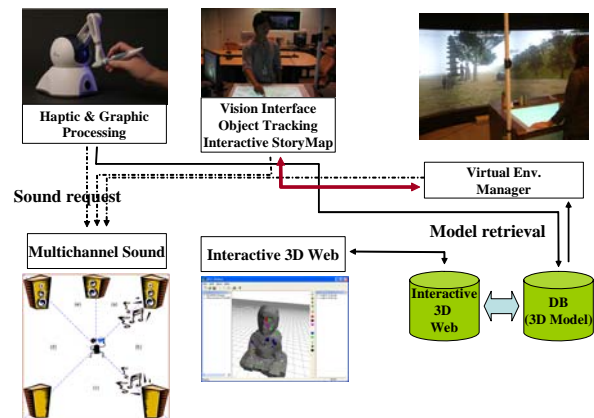 Haptic & Graphic
Processing
Vision Interface
Object Tracking
Interactive StoryMap
Virtual Env.
Manager
Sound request
Multichannel Sound
Interactive 3D Web
Model retrieval
Interactive
3D
Web
DB
(3D Model)